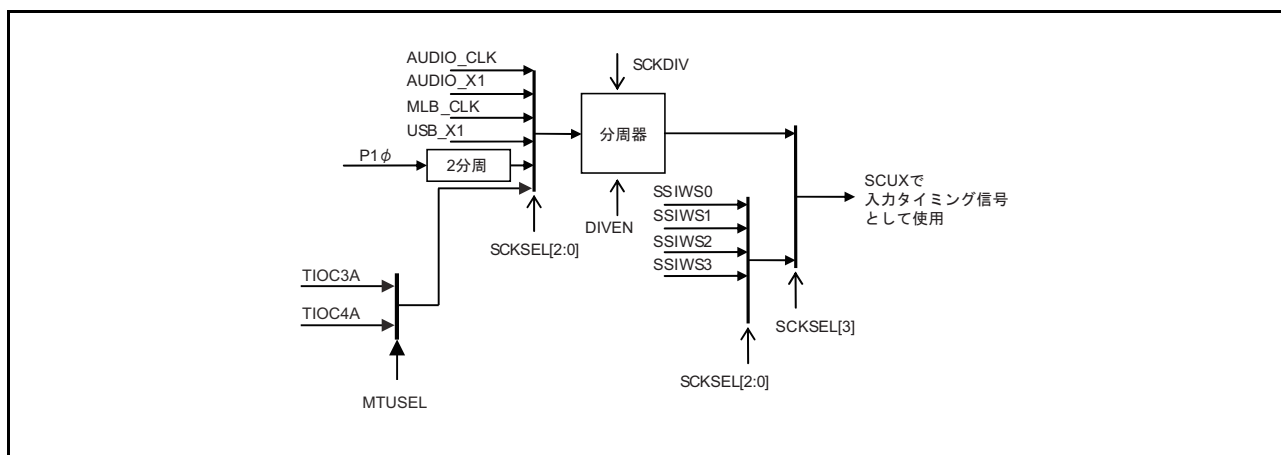 AUDIO_CLK
AUDIO_X1
MLB_CLK
USB_X1
P1φ
2分周
SCKDIV
分周器
DIVEN
SCKSEL[2:0]
SSIWS0
SSIWS1
SSIWS2
SSIWS3
SCUXで
入力タイミング信号
として使用
SCKSEL[3]
SCKSEL[2:0]
TIOC3A
TIOC4A
MTUSEL